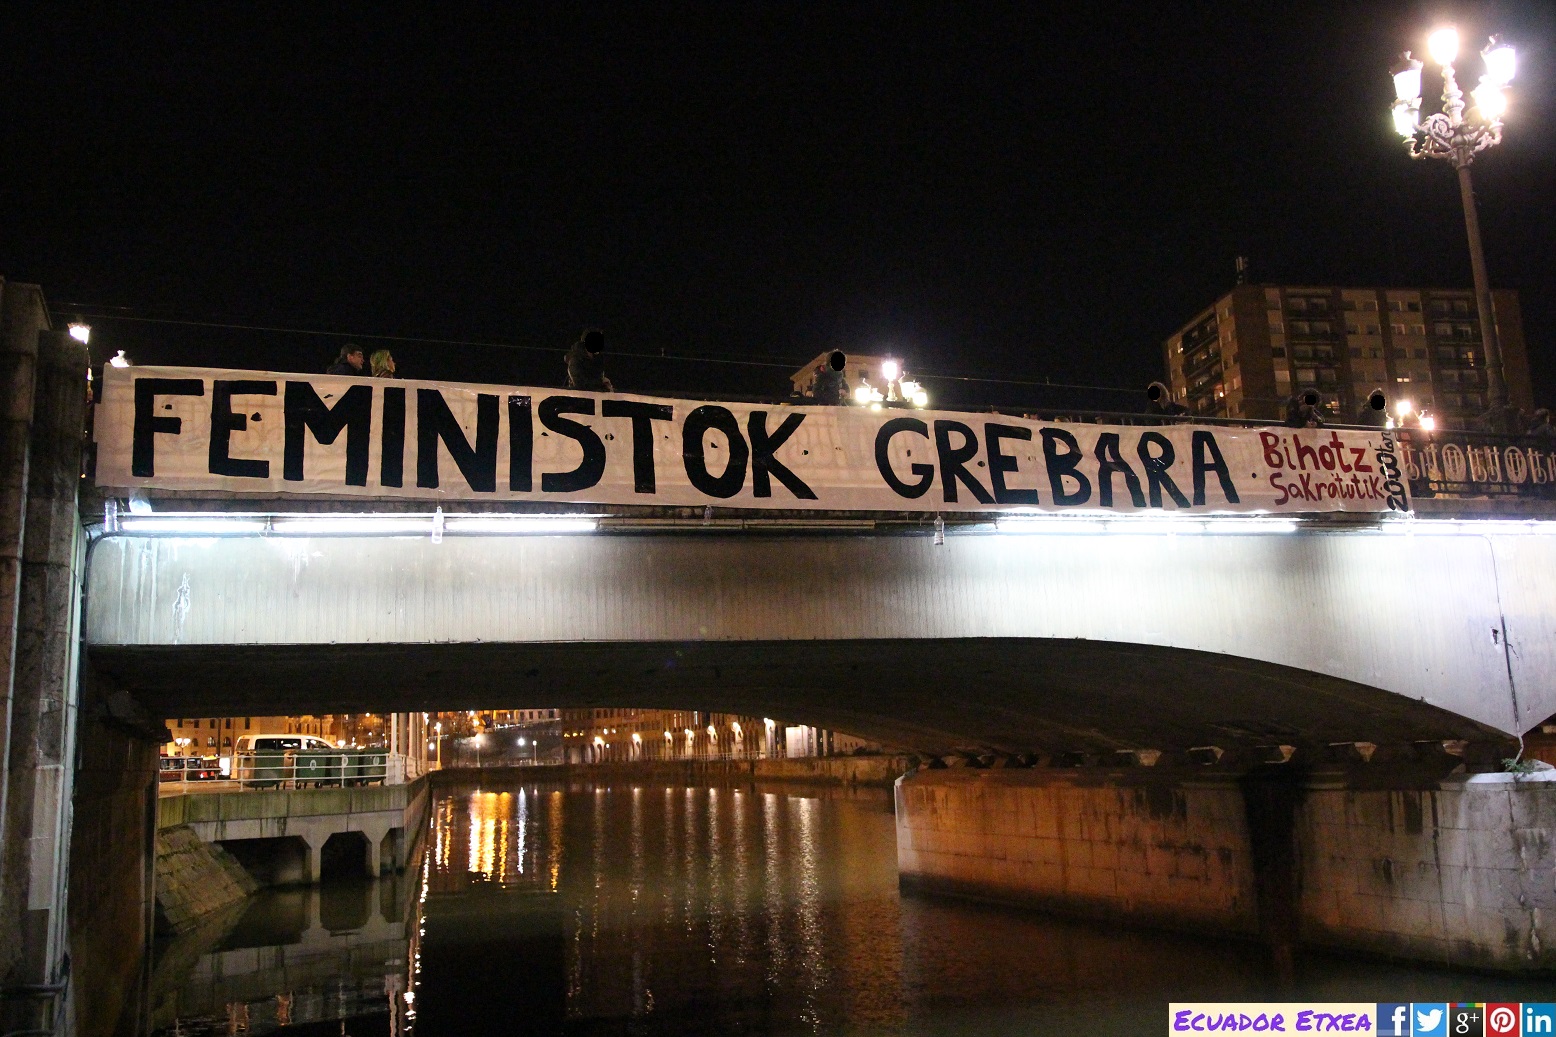 FEMINISTOK GREBARA
Bihotz
Sakratutik
ECUADOR ETXEA